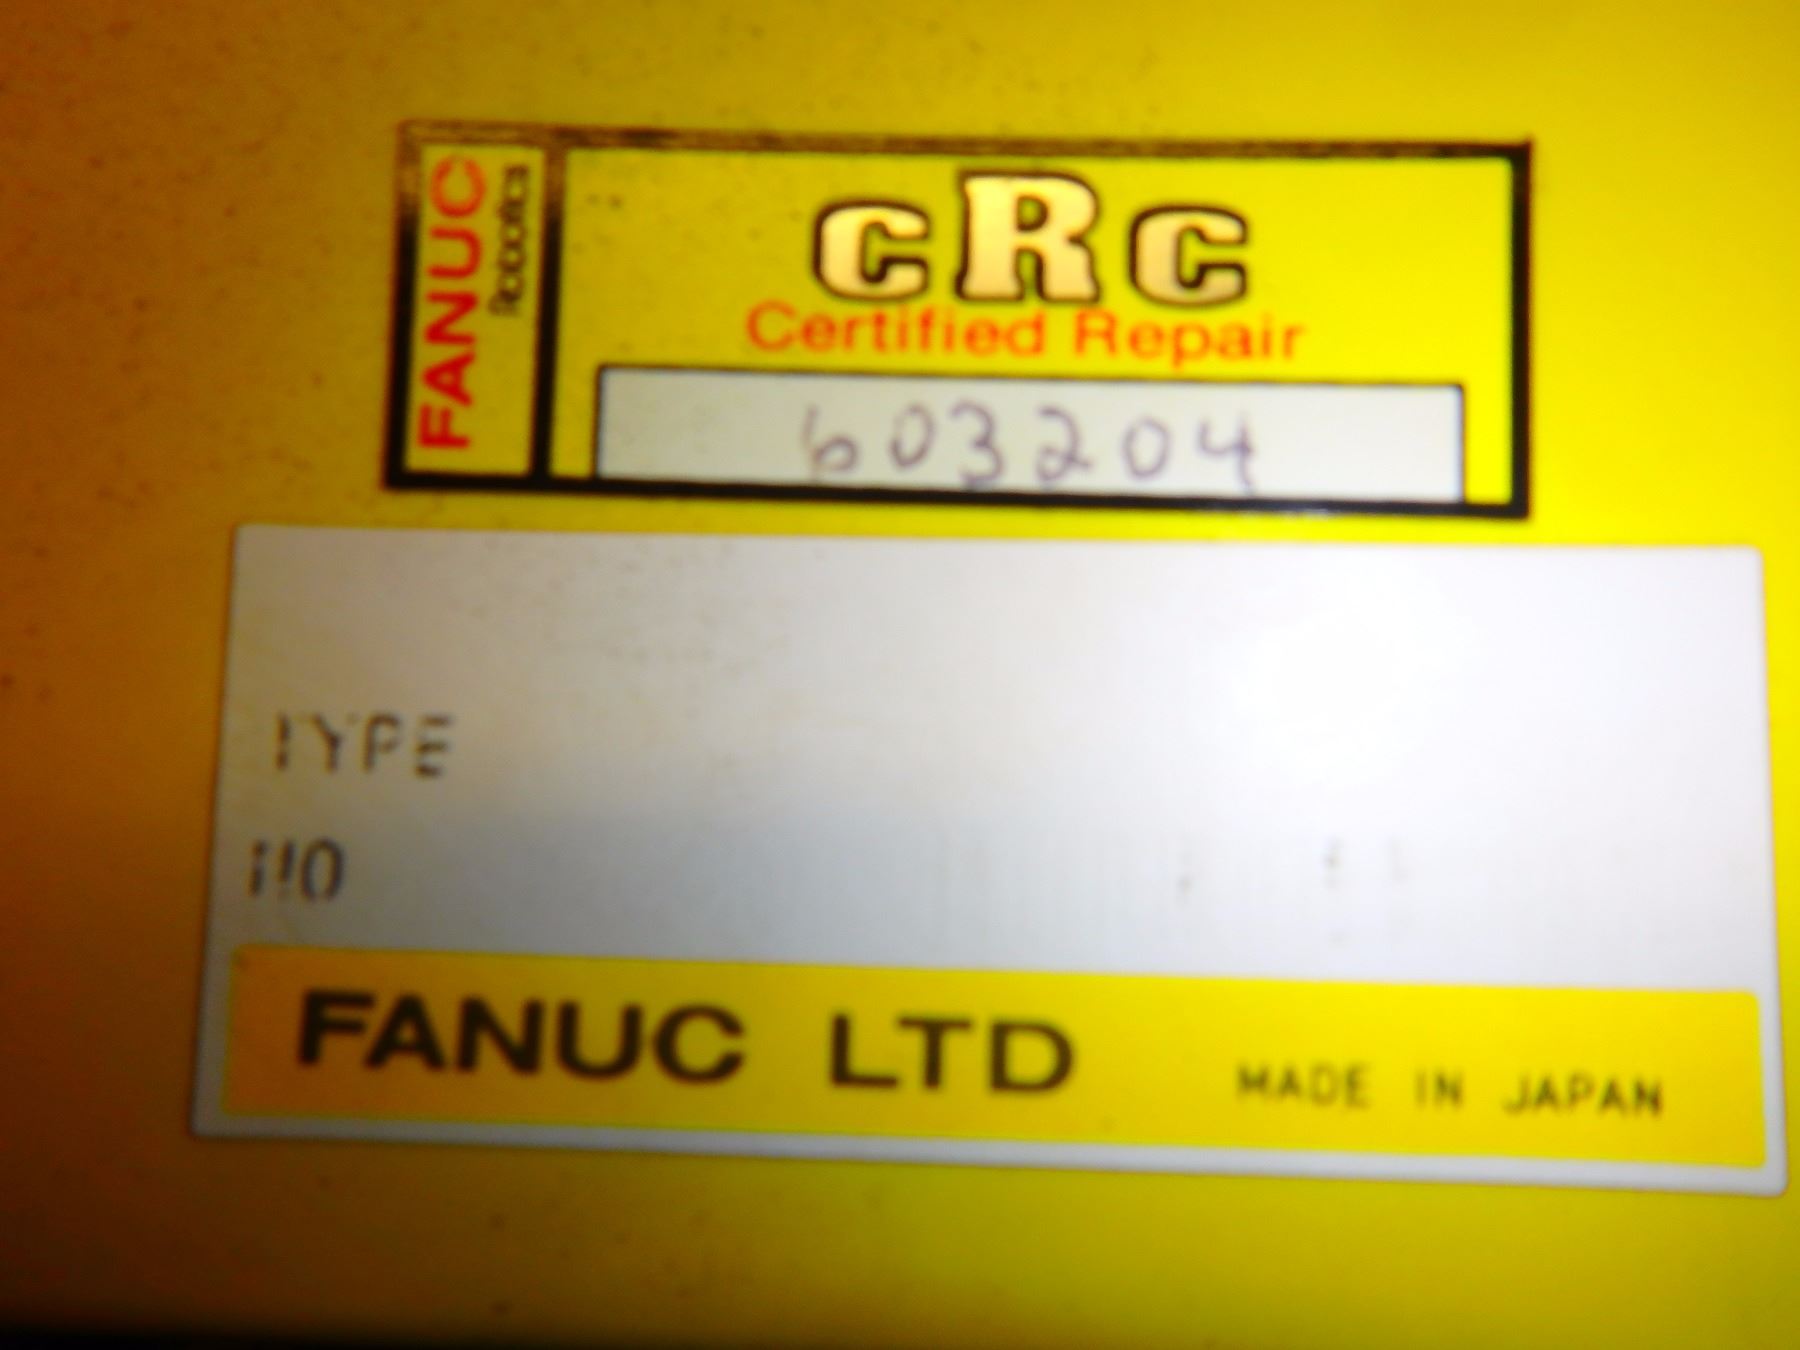 FANUC
Robotics
cRc
Certified Repair
603204
TYPE
NO
FANUC LTD MADE IN JAPAN